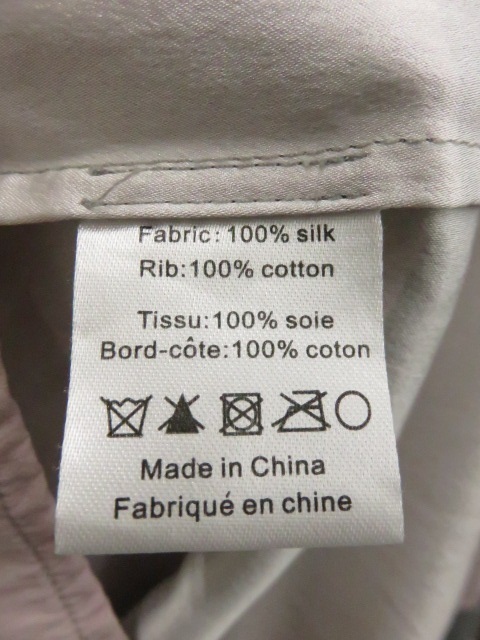 Fabric: 100% silk
Rib:100% cotton
Tissu:100% soie
Bord-côte:100% coton
Made in China
Fabriqué en chine